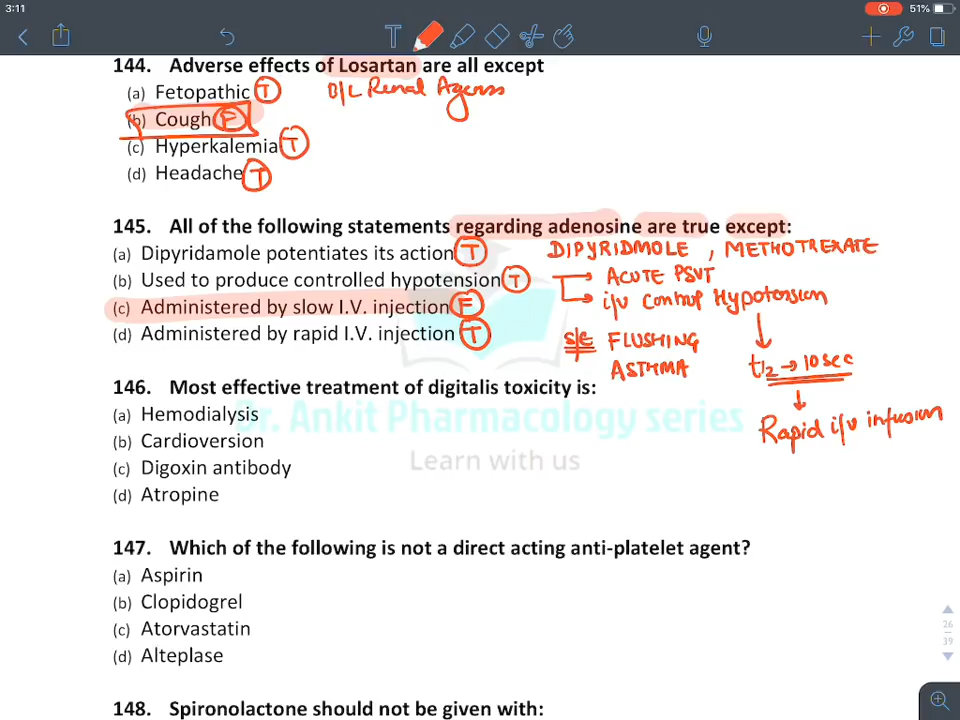 3:11
51%
144. Adverse effects of Losartan are all except
(a) Fetopathic T
B/L Renal Agenss
(b) Cough F
(c) Hyperkalemia T
(d) Headache T
145. All of the following statements regarding adenosine are true except:
(a) Dipyridamole potentiates its action T
DIPYRIDMOLE , METHOTREXATE
(b) Used to produce controlled hypotension T
ACUTE PSVT
(c) Administered by slow I.V. injection F
i/v Control Hypotension
(d) Administered by rapid I.V. injection T
S/E FLUSHING
ASTHMA
t1/2 → 10 sec
Rapid i/v infusion
146. Most effective treatment of digitalis toxicity is:
(a) Hemodialysis
Dr. Ankit Pharmacology series
(b) Cardioversion
Learn with us
(c) Digoxin antibody
(d) Atropine
147. Which of the following is not a direct acting anti-platelet agent?
(a) Aspirin
(b) Clopidogrel
(c) Atorvastatin
(d) Alteplase
26
39
148. Spironolactone should not be given with: